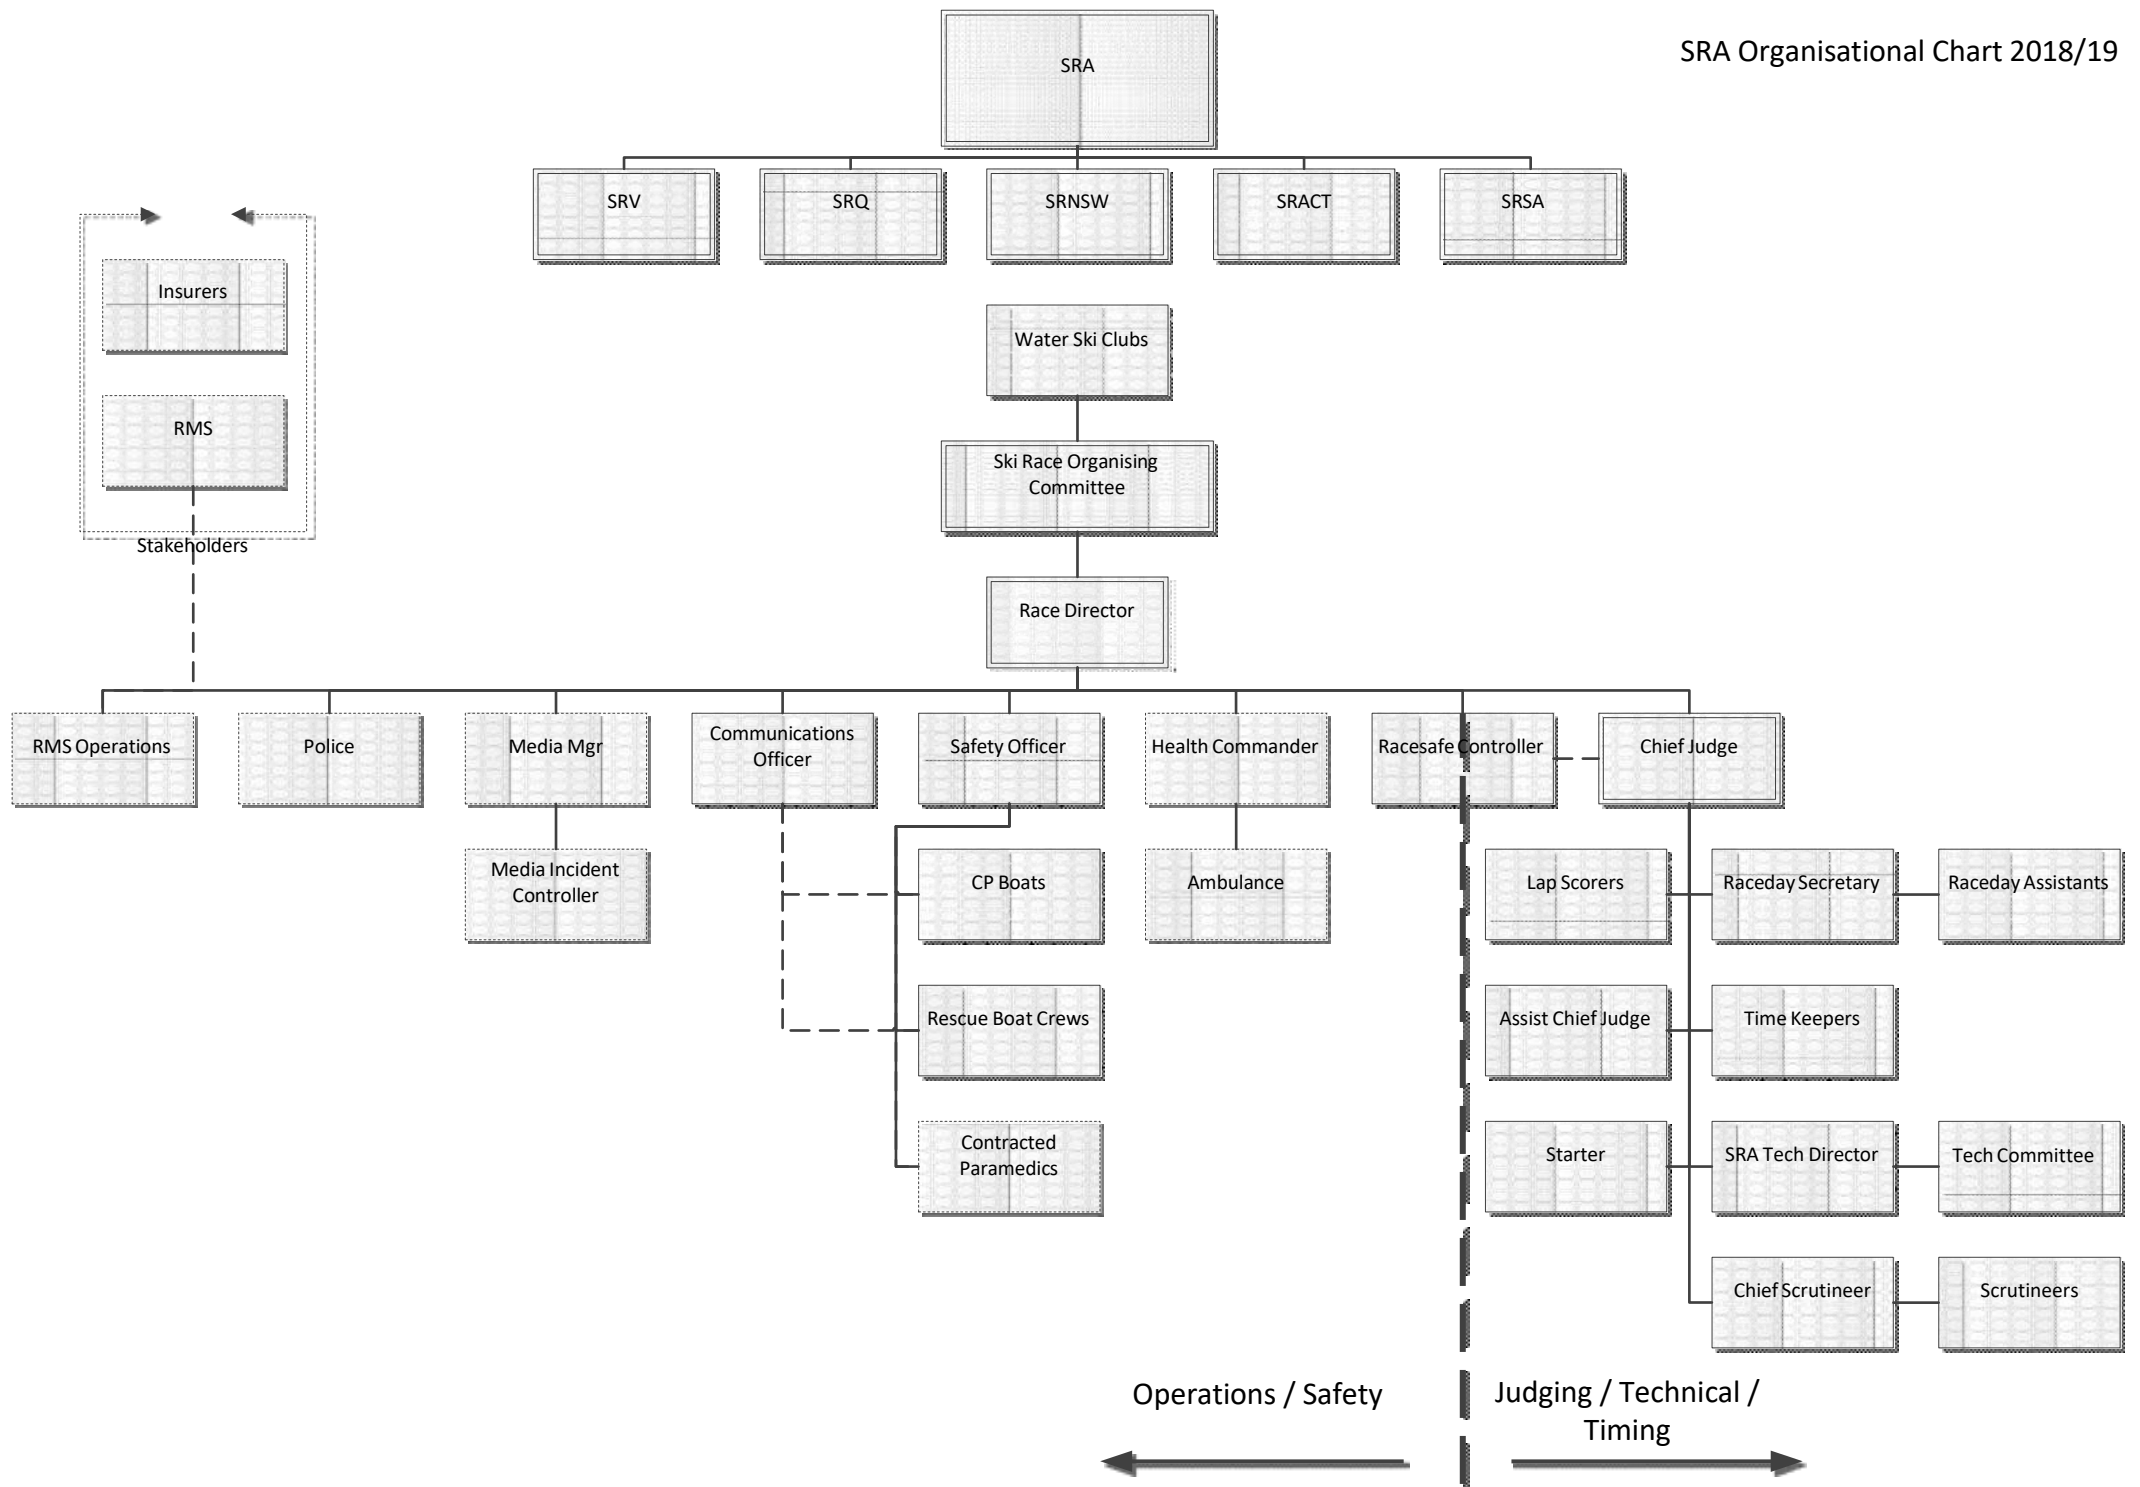 SRA Organisational Chart 2018/19
SRA
SRV
SRQ
SRNSW
SRACT
SRSA
Insurers
RMS
Stakeholders
Water Ski Clubs
Ski Race Organising
Committee
Race Director
RMS Operations
Police
Media Mgr
Communications
Officer
Safety Officer
Health Commander
Racesafe Controller
Chief Judge
Media Incident
Controller
CP Boats
Ambulance
Lap Scorers
Raceday Secretary
Raceday Assistants
Rescue Boat Crews
Assist Chief Judge
Time Keepers
Contracted
Paramedics
Starter
SRA Tech Director
Tech Committee
Chief Scrutineer
Scrutineers
Operations / Safety
Judging / Technical /
Timing